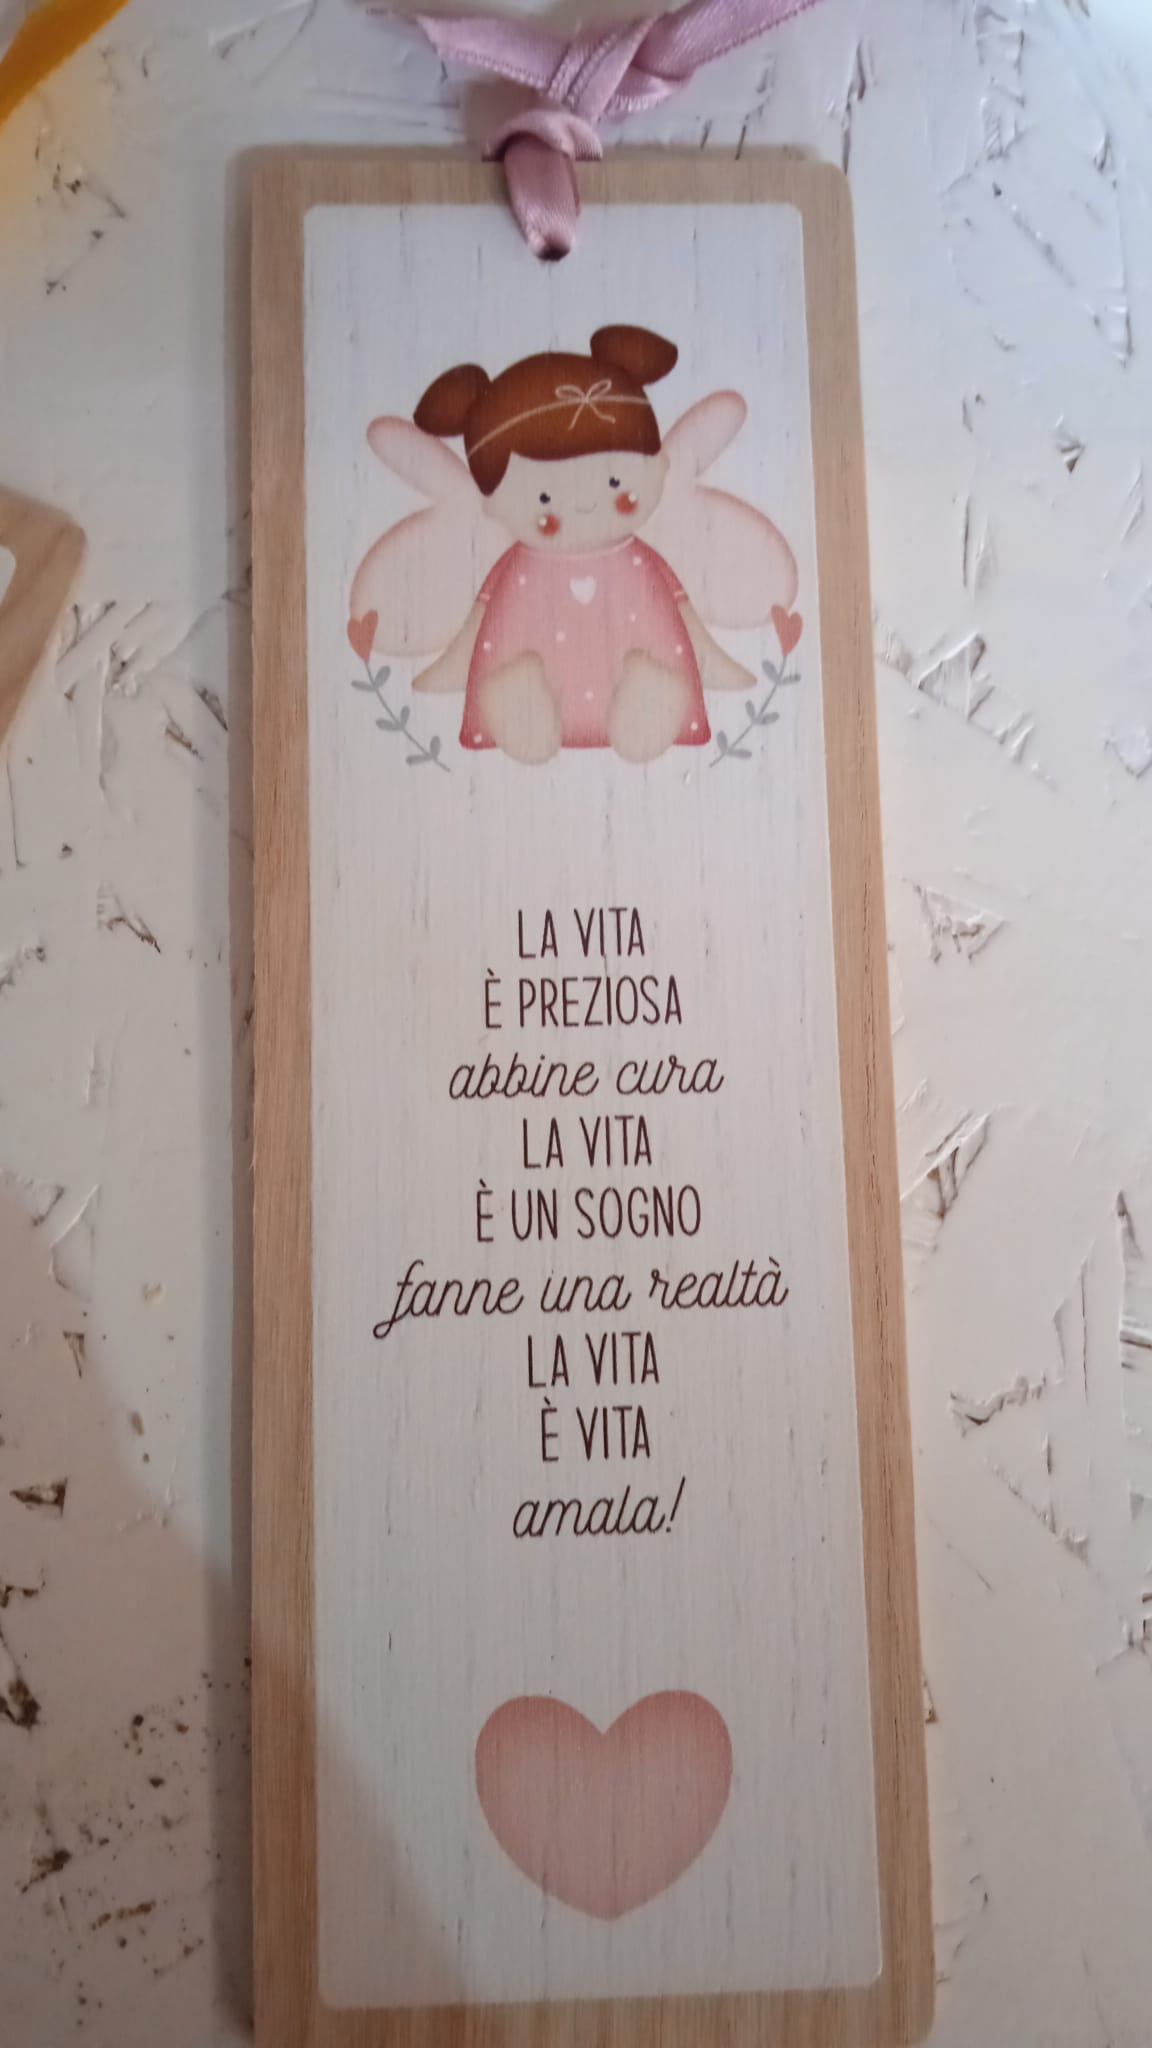 LA VITA
È PREZIOSA
abbine cura
LA VITA
È UN SOGNO
fanne una realtà
LA VITA
È VITA
amala!